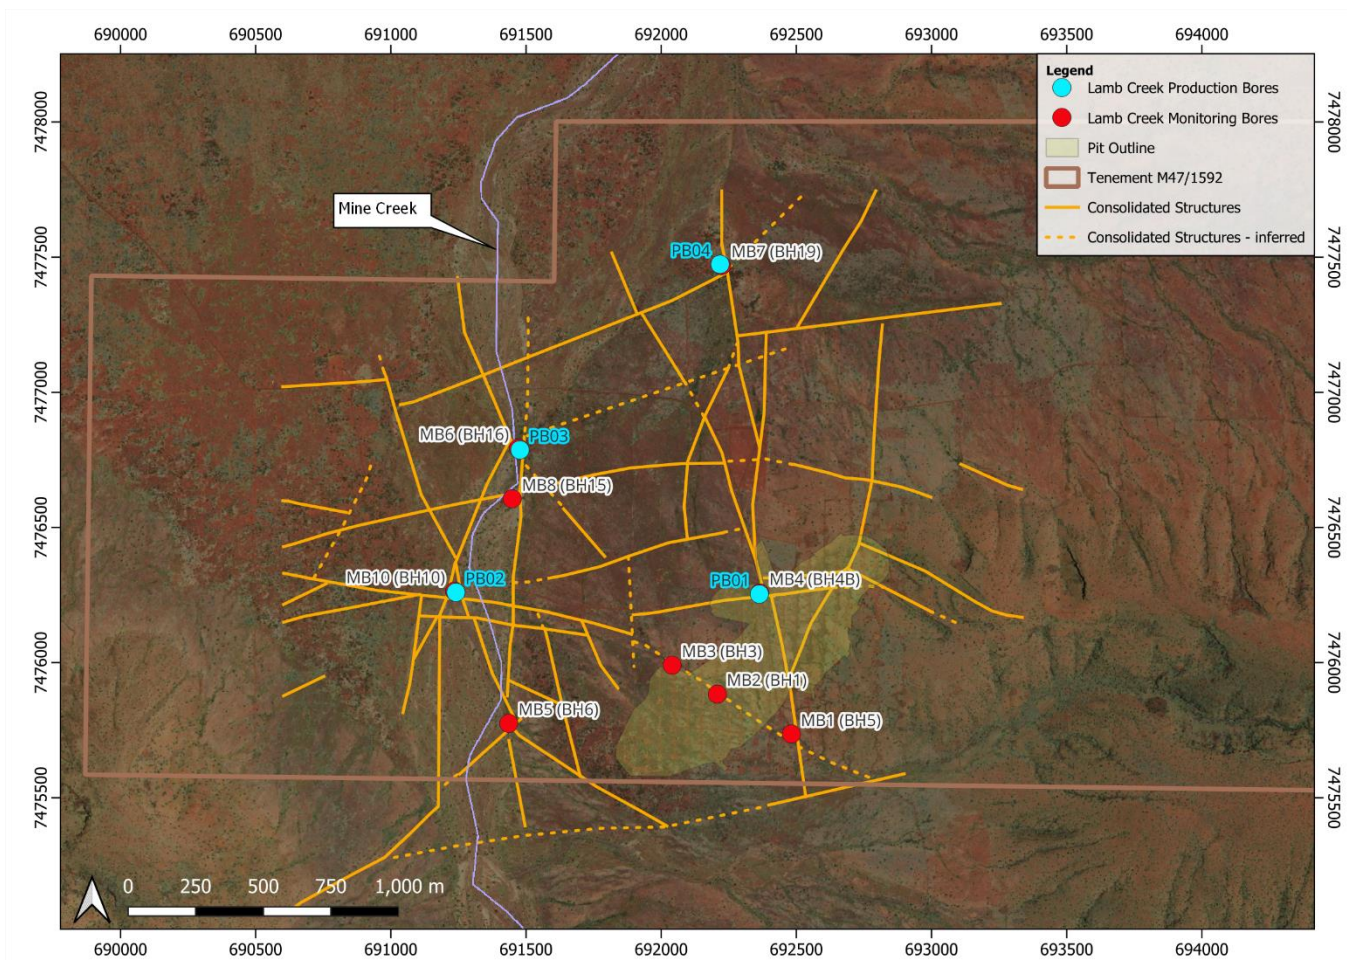 690000 690500 691000 691500 692000 692500 693000 693500 694000
Legend
Lamb Creek Production Bores
Lamb Creek Monitoring Bores
Pit Outline
Tenement M47/1592
Consolidated Structures
Consolidated Structures - inferred
7478000
7478000
Mine Creek
7477500
7477500
PB04 MB7 (BH19)
7477000
7477000
MB6 (BH16) PB03
MB8 (BH15)
7476500
7476500
MB10 (BH10) PB02
PB01 MB4 (BH4B)
7476000
7476000
MB3 (BH3)
MB2 (BH1)
MB5 (BH6)
MB1 (BH5)
7475500
7475500
0 250 500 750 1,000 m
690000 690500 691000 691500 692000 692500 693000 693500 694000